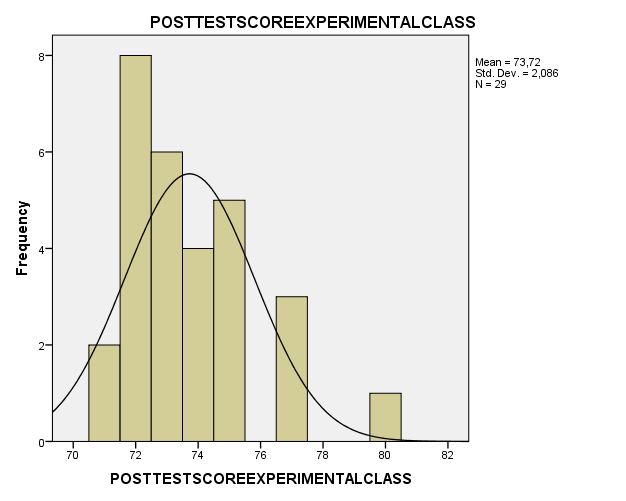 POSTTESTSCOREEXPERIMENTALCLASS
Mean = 73,72
Std. Dev. = 2,086
N = 29
8
6
4
2
0
Frequency
70 72 74 76 78 80 82
POSTTESTSCOREEXPERIMENTALCLASS